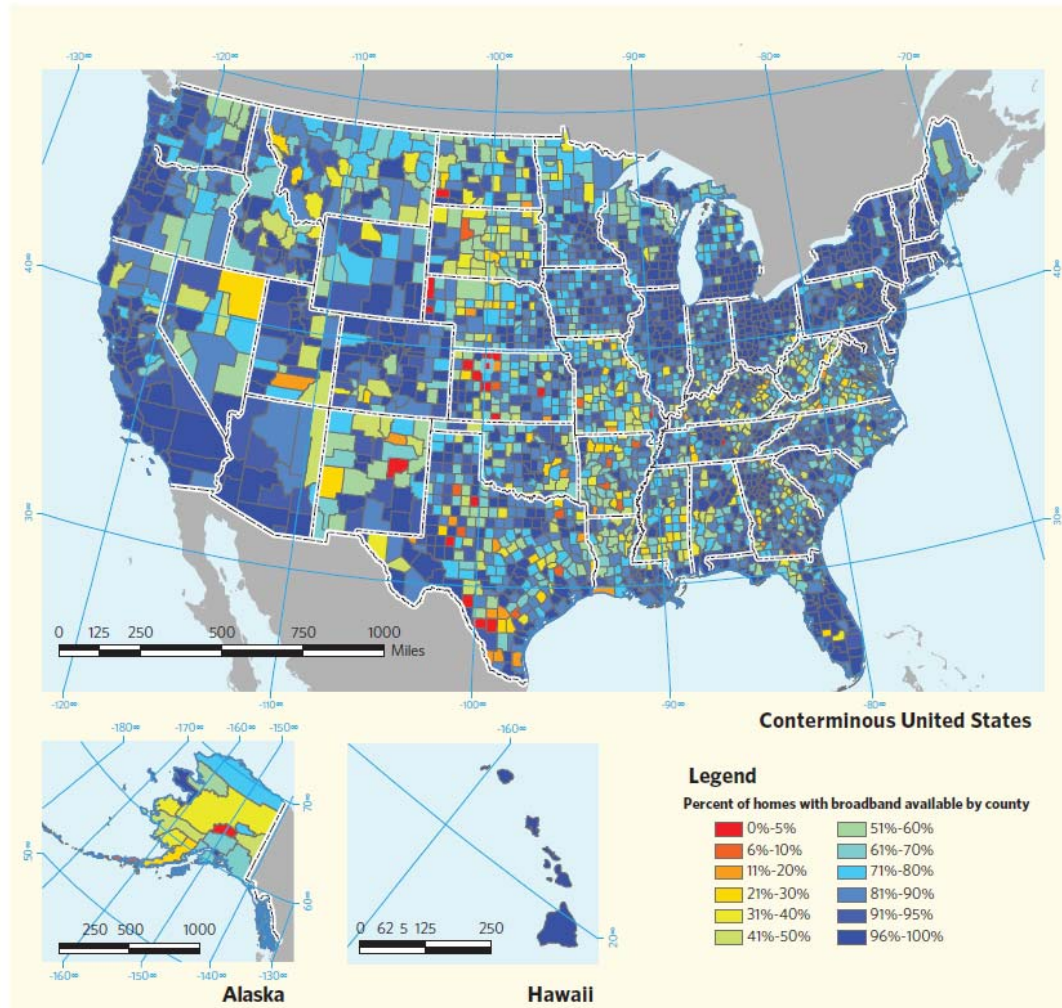 -130∞ -120∞ -110∞ -100∞ -90∞ -80∞ -70∞
40∞ 40∞
30∞ 30∞
0 125 250 500 750 1000
Miles
-120∞ -110∞ -100∞ -90∞ -80∞
Conterminous United States
-180∞ -170∞ -160∞ -150∞
70∞
50∞
60∞
250 500 1000
-160∞ -150∞ -140∞ -130∞
Alaska
-160∞
0 62 5 125 250
20∞
Hawaii
Legend
Percent of homes with broadband available by county
0%-5%
6%-10%
11%-20%
21%-30%
31%-40%
41%-50%
51%-60%
61%-70%
71%-80%
81%-90%
91%-95%
96%-100%